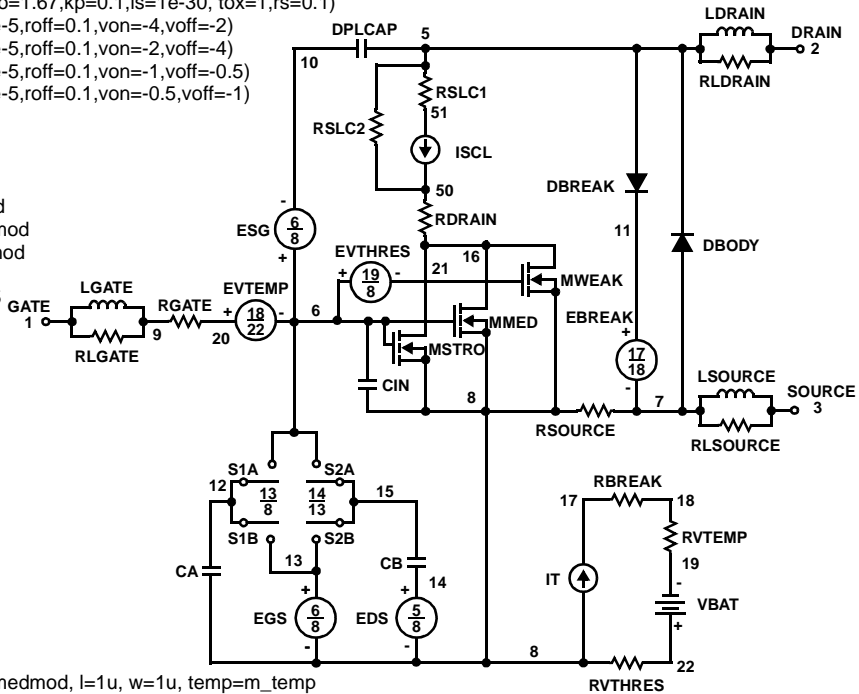 o=1.67,kp=0.1,is=1e-30, tox=1,rs=0.1)
-5,roff=0.1,von=-4,voff=-2)
-5,roff=0.1,von=-2,voff=-4)
-5,roff=0.1,von=-1,voff=-0.5)
-5,roff=0.1,von=-0.5,voff=-1)
LDRAIN
DPLCAP
5
DRAIN
2
10
RLDRAIN
RSLC1
51
RSLC2
ISCL
50
DBREAK
d
mod
mod
-
ESG
6
8
+
RDRAIN
11
DBODY
EVTHRES
+
19
8
-
21
16
MWEAK
LGATE
GATE
1
RLGATE
9
RGATE
EVTEMP
+
18
22
-
20
6
MMED
MSTRO
EBREAK
+
17
18
-
CIN
8
RSOURCE
7
LSOURCE
SOURCE
3
RLSOURCE
S1A
S2A
12
13
8
14
13
15
S1B
S2B
13
CA
CB
14
+
EGS
6
8
-
+
EDS
5
8
-
RBREAK
17
18
RVTEMP
19
IT
-
VBAT
+
8
22
RVTHRES
medmod, l=1u, w=1u, temp=m_temp